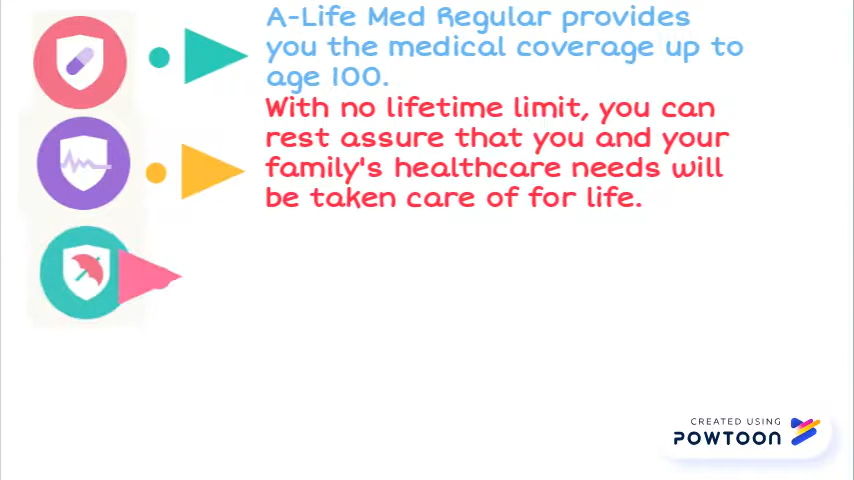 A-Life Med Regular provides
you the medical coverage up to
age 100.
With no lifetime limit, you can
rest assure that you and your
family's healthcare needs will
be taken care of for life.
CREATED USING
POWTOON